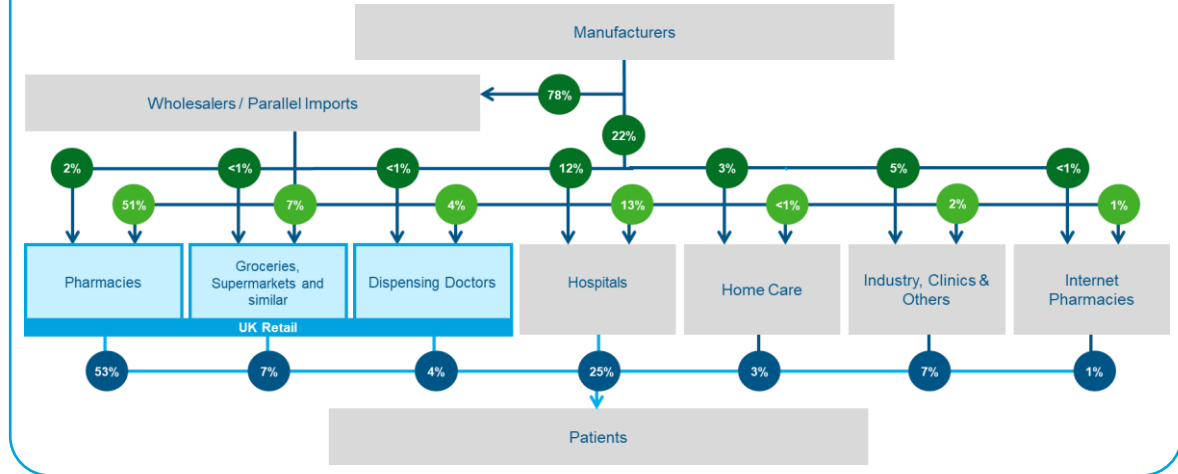 Manufacturers
Wholesalers / Parallel Imports
78%
22%
2%
<1%
<1%
12%
3%
5%
<1%
51%
7%
4%
13%
<1%
2%
1%
Pharmacies
Groceries,
Supermarkets and
similar
Dispensing Doctors
Hospitals
Home Care
Industry, Clinics &
Others
Internet
Pharmacies
UK Retail
53%
7%
4%
25%
3%
7%
1%
Patients